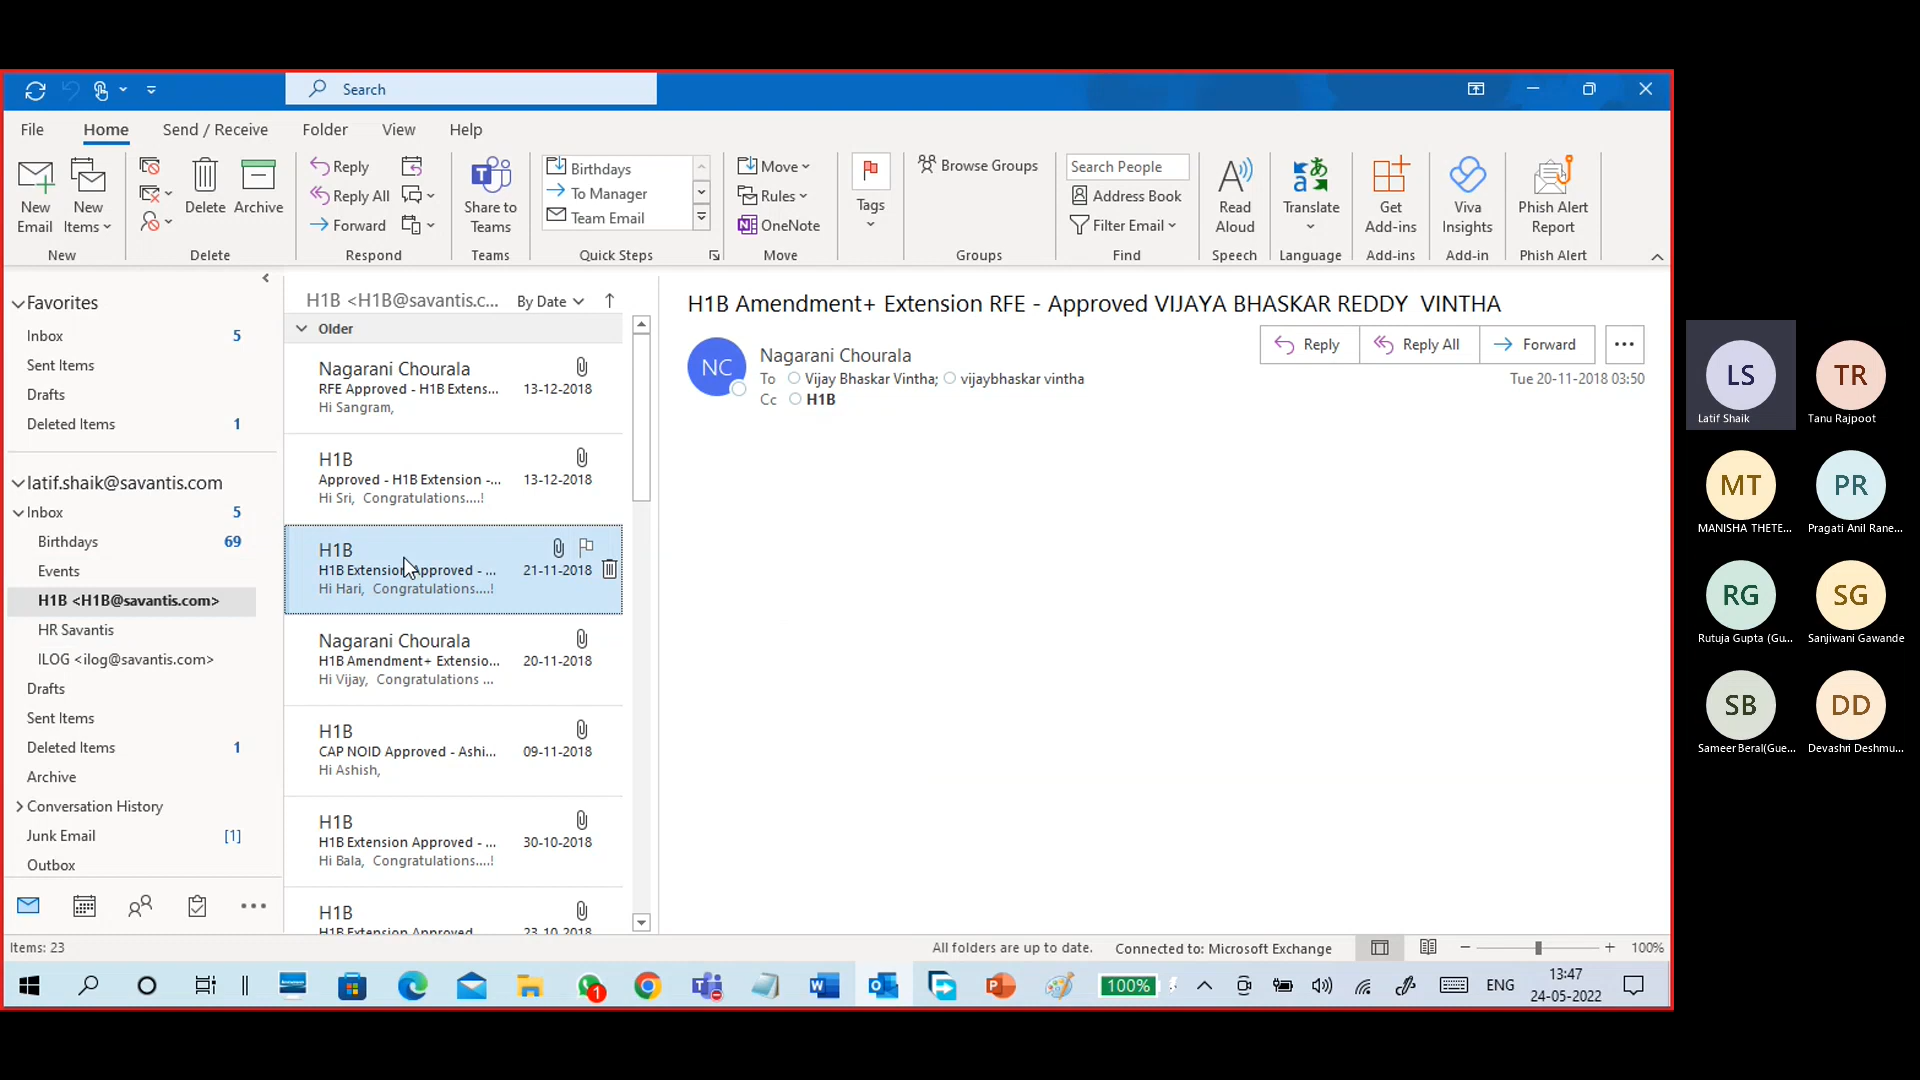 Search
File Home Send / Receive Folder View Help
New Email
New Items
New
Delete
Archive
Delete
Reply
Reply All
Forward
Respond
Share to Teams
Teams
Birthdays
To Manager
Team Email
Quick Steps
Move
Rules
OneNote
Move
Tags
Browse Groups
Groups
Search People
Address Book
Filter Email
Find
Read Aloud
Speech
Translate
Language
Get Add-ins
Add-ins
Viva Insights
Add-in
Phish Alert Report
Phish Alert
Favorites
Inbox 5
Sent Items
Drafts
Deleted Items 1
latif.shaik@savantis.com
Inbox 5
Birthdays 69
Events
H1B <H1B@savantis.com>
HR Savantis
ILOG <ilog@savantis.com>
Drafts
Sent Items
Deleted Items 1
Archive
Conversation History
Junk Email [1]
Outbox
H1B <H1B@savantis.c... By Date
Older
Nagarani Chourala
RFE Approved - H1B Extens... 13-12-2018
Hi Sangram,
H1B
Approved - H1B Extension -... 13-12-2018
Hi Sri, Congratulations....!
H1B
H1B Extension Approved - ... 21-11-2018
Hi Hari, Congratulations....!
Nagarani Chourala
H1B Amendment+ Extensio... 20-11-2018
Hi Vijay, Congratulations ...
H1B
CAP NOID Approved - Ashi... 09-11-2018
Hi Ashish,
H1B
H1B Extension Approved - ... 30-10-2018
Hi Bala, Congratulations....!
H1B
H1B Extension Approved 23-10-2018
H1B Amendment+ Extension RFE - Approved VIJAYA BHASKAR REDDY VINTHA
NC
Nagarani Chourala
To Vijay Bhaskar Vintha; vijaybhaskar vintha
Cc H1B
Reply Reply All Forward
Tue 20-11-2018 03:50
Items: 23
All folders are up to date. Connected to: Microsoft Exchange 100%
1
100%
ENG
13:47
24-05-2022
LS
Latif Shaik
TR
Tanu Rajpoot
MT
MANISHA THETE...
PR
Pragati Anil Rane...
RG
Rutuja Gupta (Gu...
SG
Sanjiwani Gawande
SB
Sameer Beral(Gue...
DD
Devashri Deshmu...